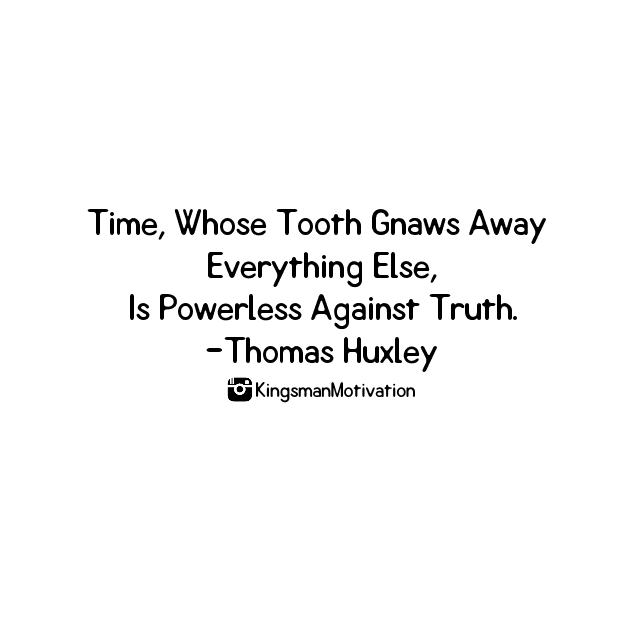 Time, Whose Tooth Gnaws Away
Everything Else,
Is Powerless Against Truth.
-Thomas Huxley
KingsmanMotivation